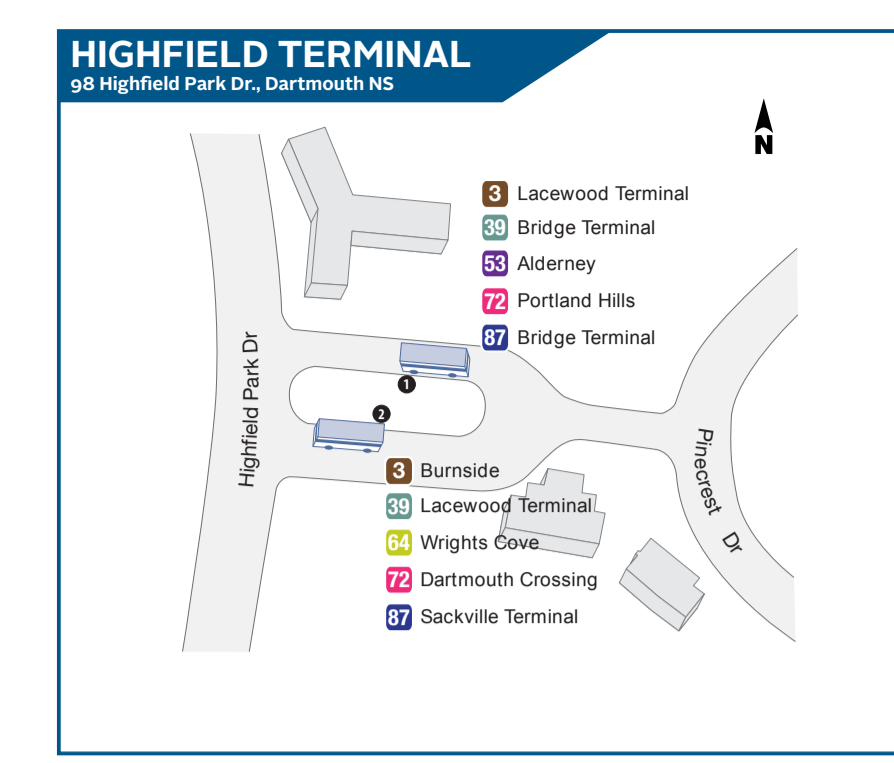 HIGHFIELD TERMINAL
98 Highfield Park Dr., Dartmouth NS
N
3 Lacewood Terminal
39 Bridge Terminal
53 Alderney
72 Portland Hills
87 Bridge Terminal
Highfield Park Dr
1
2
Pinecrest Dr
3 Burnside
39 Lacewood Terminal
64 Wrights Cove
72 Dartmouth Crossing
87 Sackville Terminal